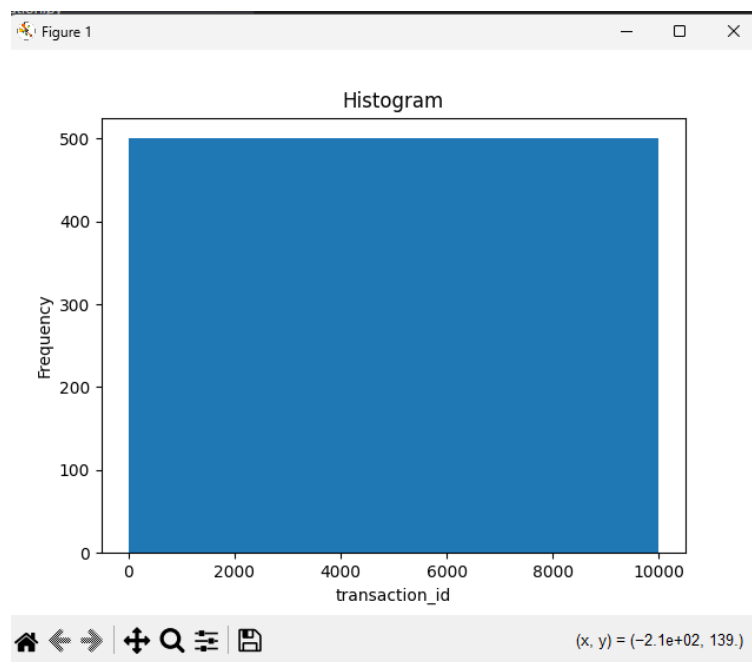 Figure 1
Histogram
500
400
300
200
100
0
Frequency
0 2000 4000 6000 8000 10000
transaction_id
(x, y) = (−2.1e+02, 139.)